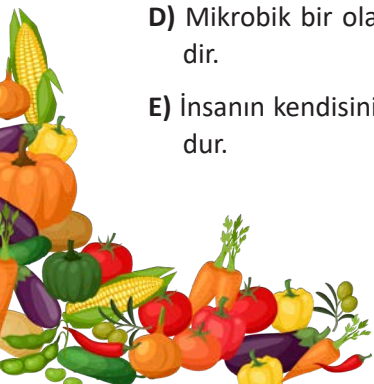 D) Mikrobik bir ola
dir.
E) İnsanın kendisini
dur.